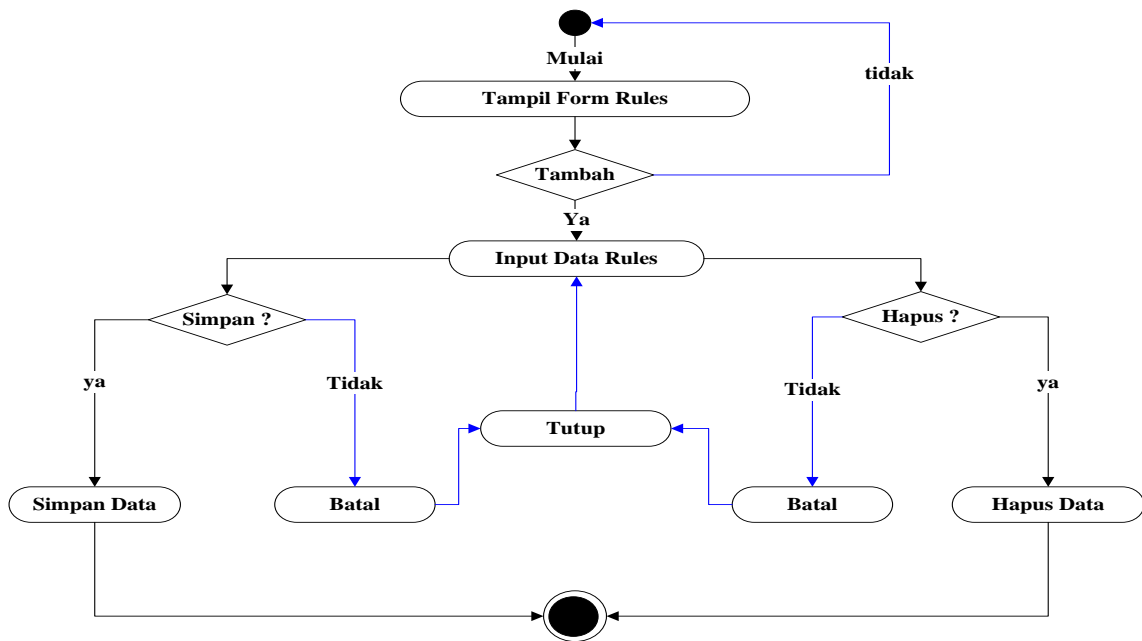 Mulai
tidak
Tampil Form Rules
Tambah
Ya
Input Data Rules
Simpan ?
Hapus ?
ya
Tidak
Tidak
ya
Tutup
Simpan Data
Batal
Batal
Hapus Data